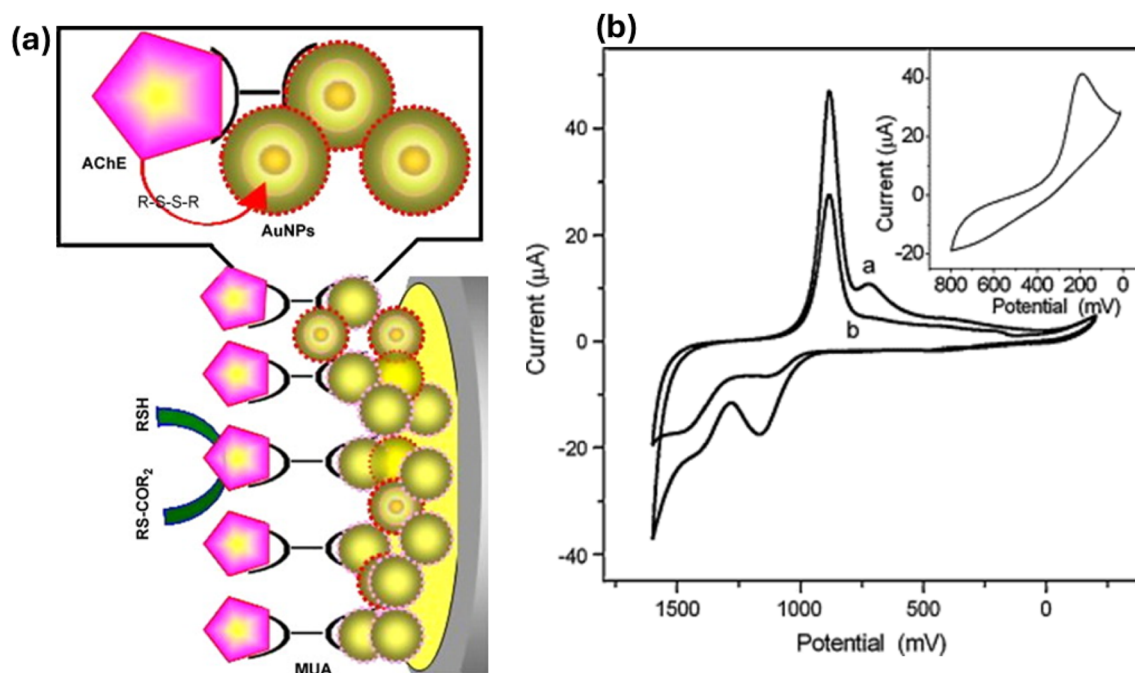 (a)
AChE
R-S-S-R
AuNPs
RSH
RS-COR2
MUA
(b)
40
20
0
-20
-40
Current (μA)
1500
1000
500
0
Potential (mV)
a
b
40
20
0
-20
Current (μA)
800
600
400
200
0
Potential (mV)